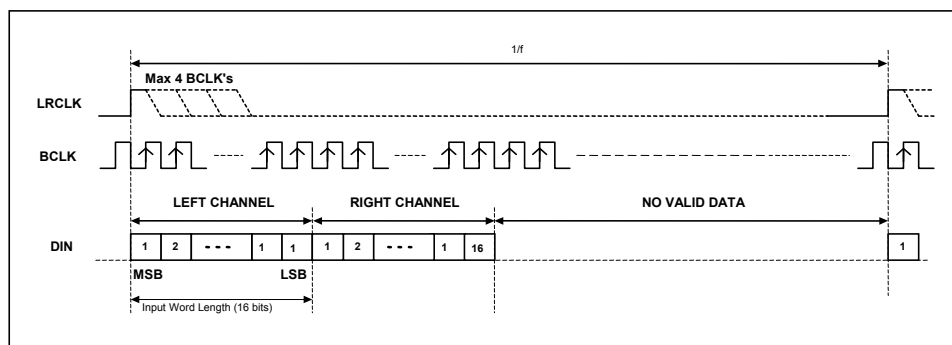 1/f
Max 4 BCLK's
LRCLK
BCLK
LEFT CHANNEL RIGHT CHANNEL NO VALID DATA
DIN 1 2 1 1 1 2 1 16 1
MSB LSB
Input Word Length (16 bits)